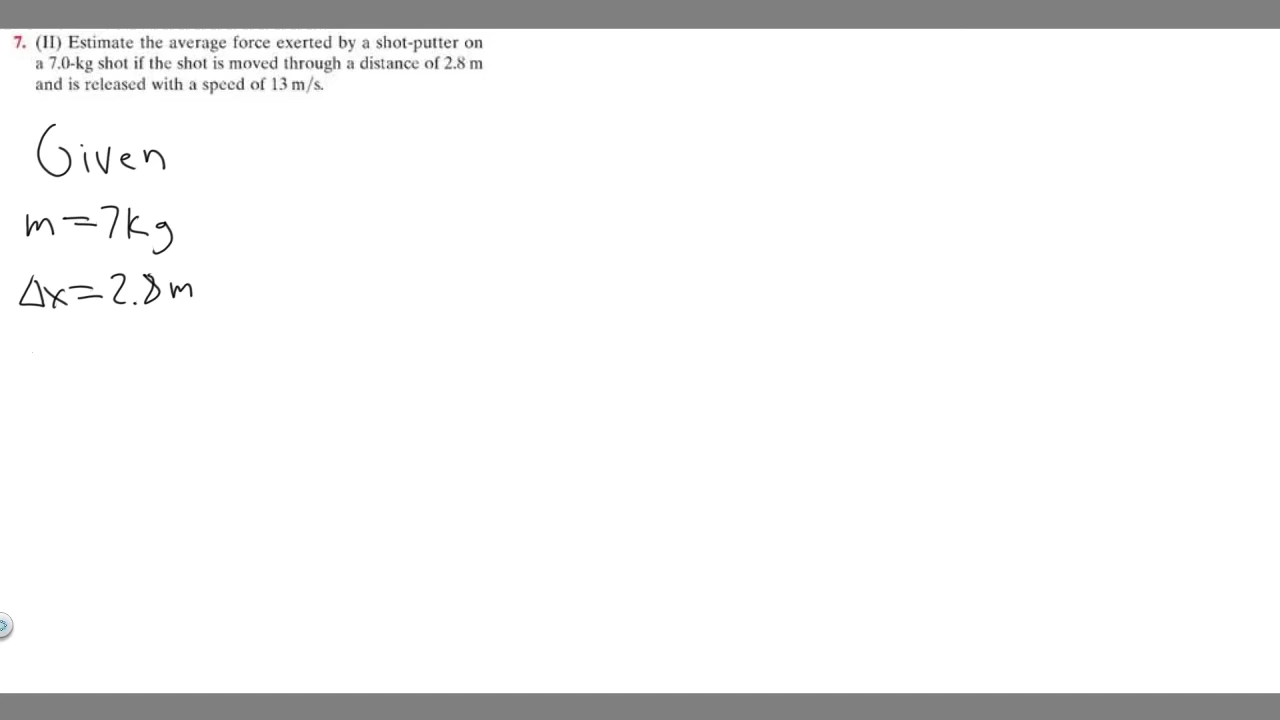 7. (II) Estimate the average force exerted by a shot-putter on
a 7.0-kg shot if the shot is moved through a distance of 2.8 m
and is released with a speed of 13 m/s.
Given
m=7kg
Δx=2.8m